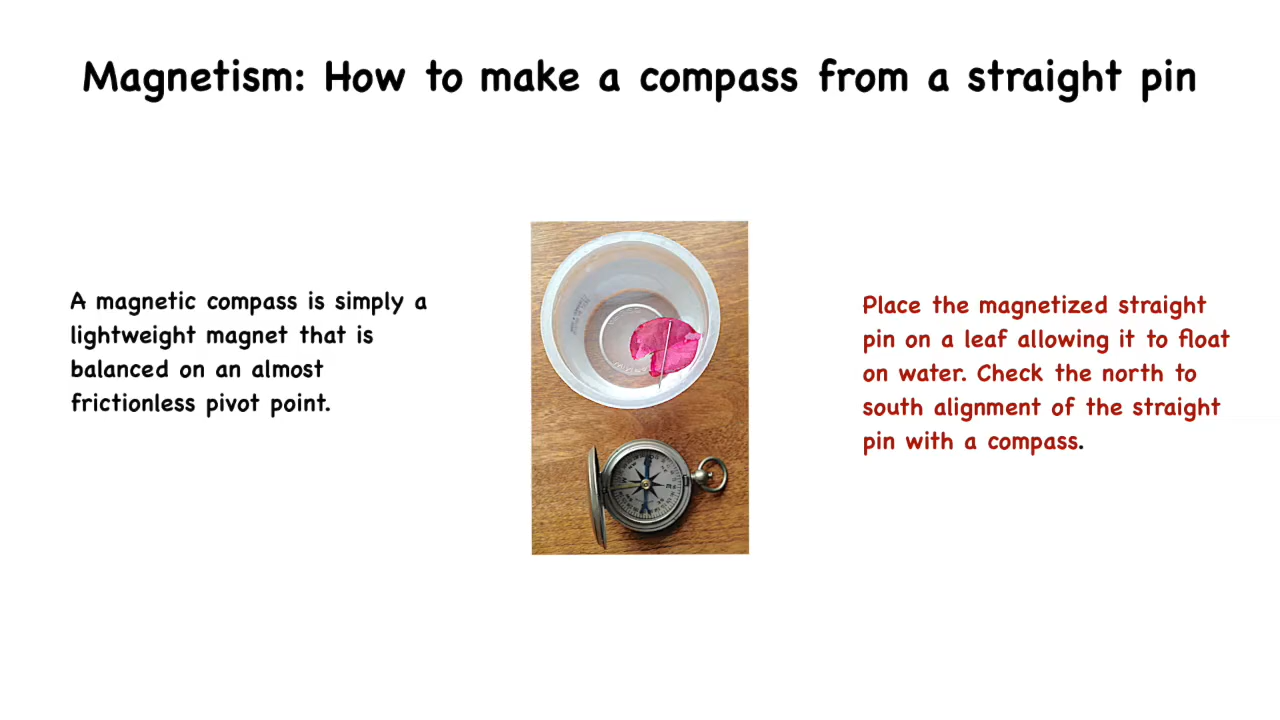 Magnetism: How to make a compass from a straight pin
A magnetic compass is simply a
lightweight magnet that is
balanced on an almost
frictionless pivot point.
Place the magnetized straight
pin on a leaf allowing it to float
on water. Check the north to
south alignment of the straight
pin with a compass.